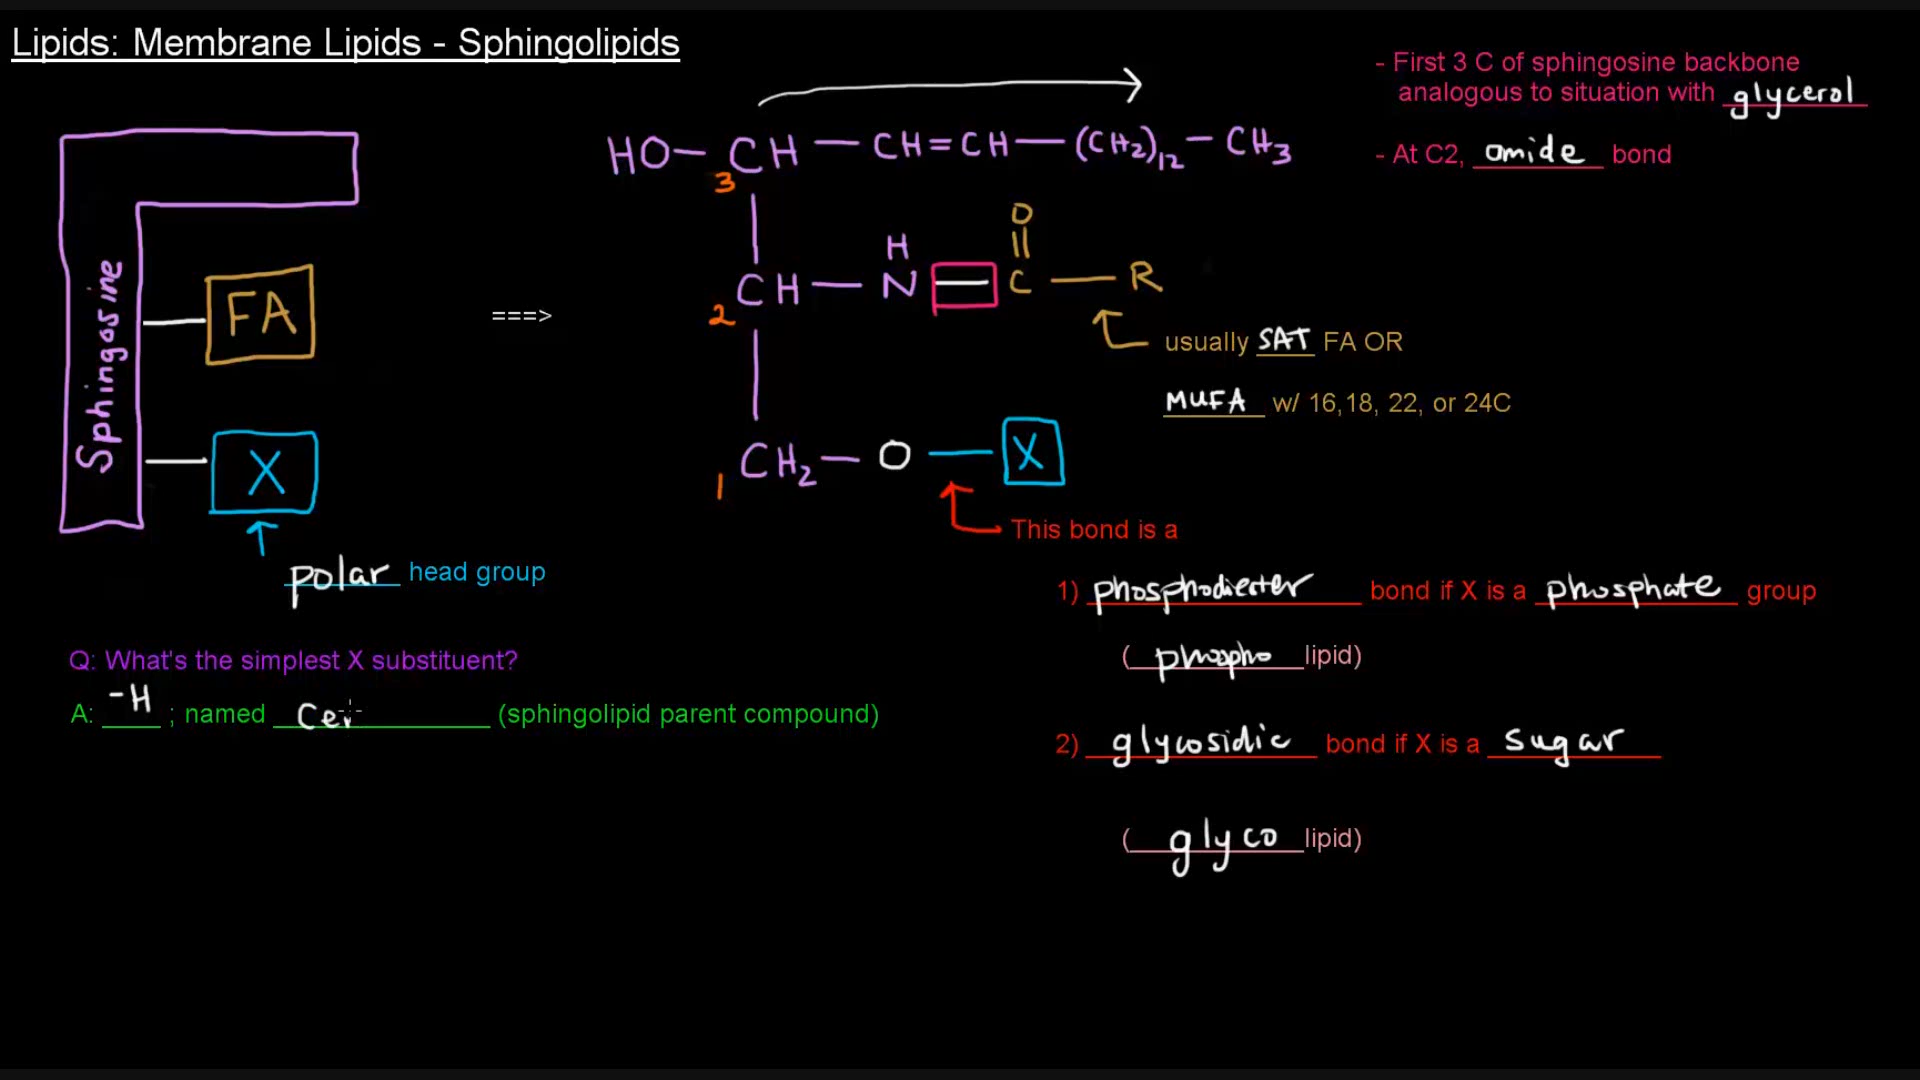 Lipids: Membrane Lipids - Sphingolipids
- First 3 C of sphingosine backbone
analogous to situation with glycerol
- At C2, amide bond
HO— CH — CH=CH — (CH2)12 — CH3
3
Sphingosine
FA
X
===>
O
||
H
CH — N — C — R
2
usually SAT FA OR
MUFA w/ 16,18, 22, or 24C
CH2 — O — X
1
This bond is a
polar head group
1) phosphodiester bond if X is a phosphate group
(phospho lipid)
Q: What's the simplest X substituent?
A: -H ; named Cer (sphingolipid parent compound)
2) glycosidic bond if X is a sugar
(glyco lipid)